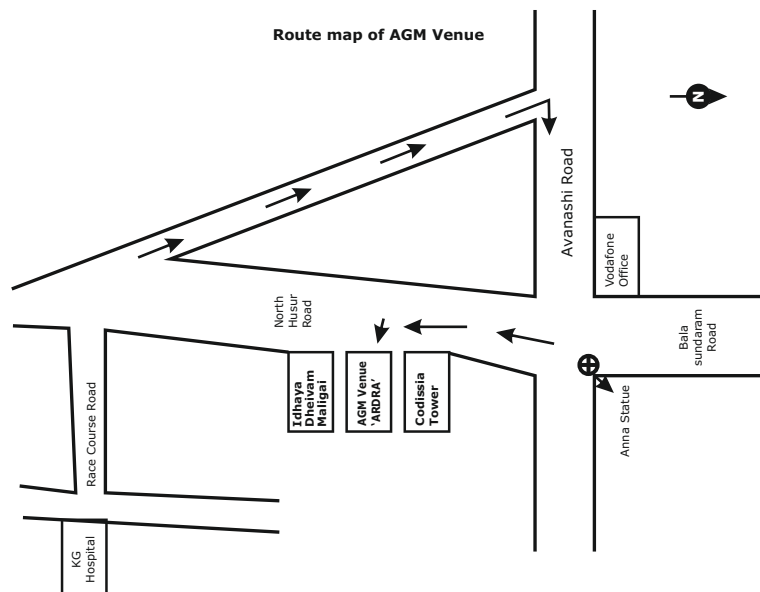 Route map of AGM Venue
N
Avanashi Road
Vodafone
Office
North
Husur
Road
Bala
sundaram
Road
Idhaya
Dheivam
Maligai
AGM Venue
‘ARDRA’
Codissia
Tower
Anna Statue
Race Course Road
KG
Hospital